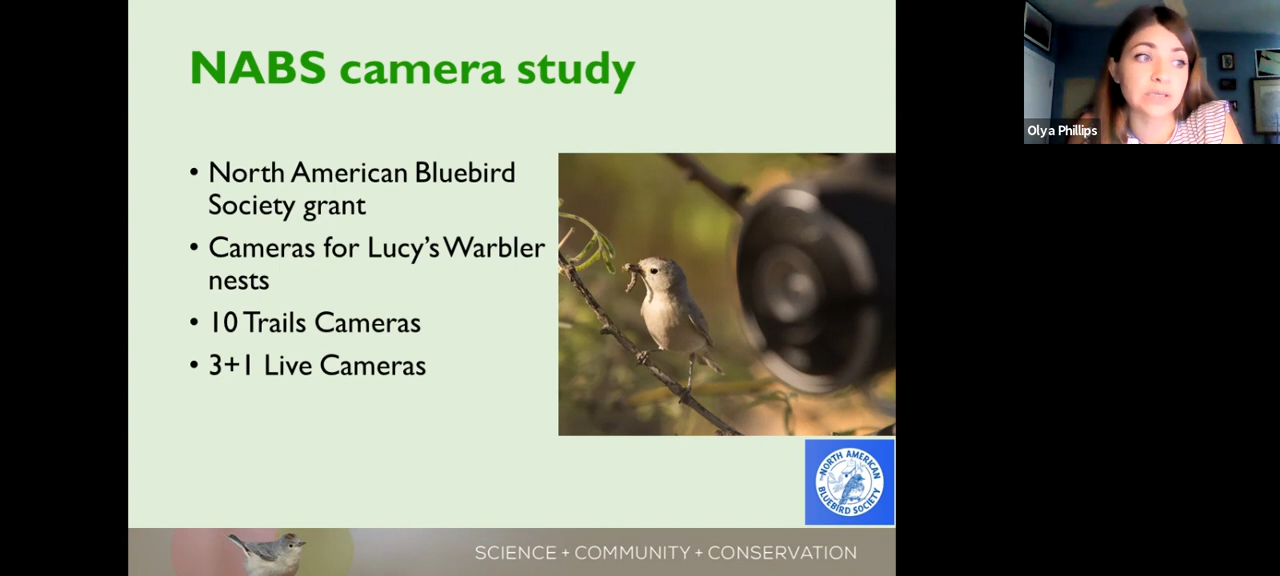 NABS camera study
• North American Bluebird
Society grant
• Cameras for Lucy's Warbler
nests
• 10 Trails Cameras
• 3+1 Live Cameras
NORTH AMERICAN
BLUEBIRD SOCIETY
SCIENCE + COMMUNITY + CONSERVATION
Olya Phillips